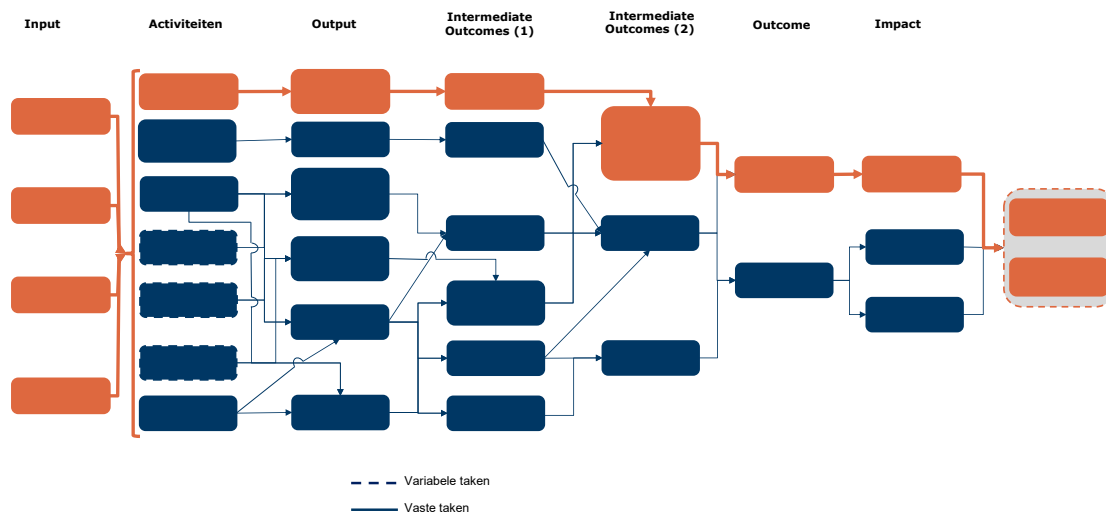 Input
Activiteiten
Output
Intermediate
Outcomes (1)
Intermediate
Outcomes (2)
Outcome
Impact
Variabele taken
Vaste taken